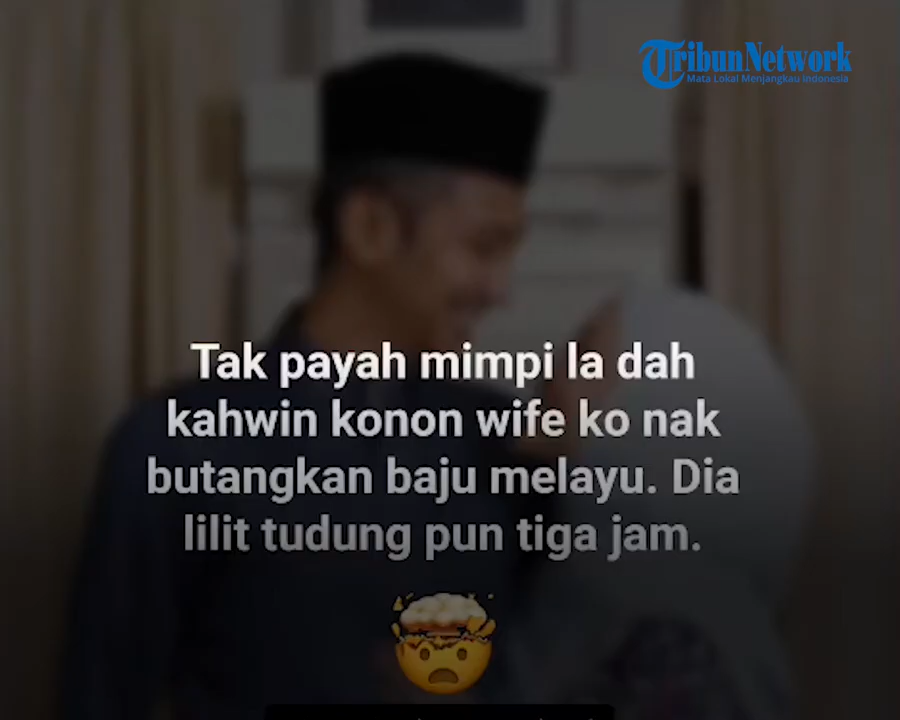 TribunNetwork
Mata Lokal Menjangkau Indonesia
Tak payah mimpi la dah
kahwin konon wife ko nak
butangkan baju melayu. Dia
lilit tudung pun tiga jam.